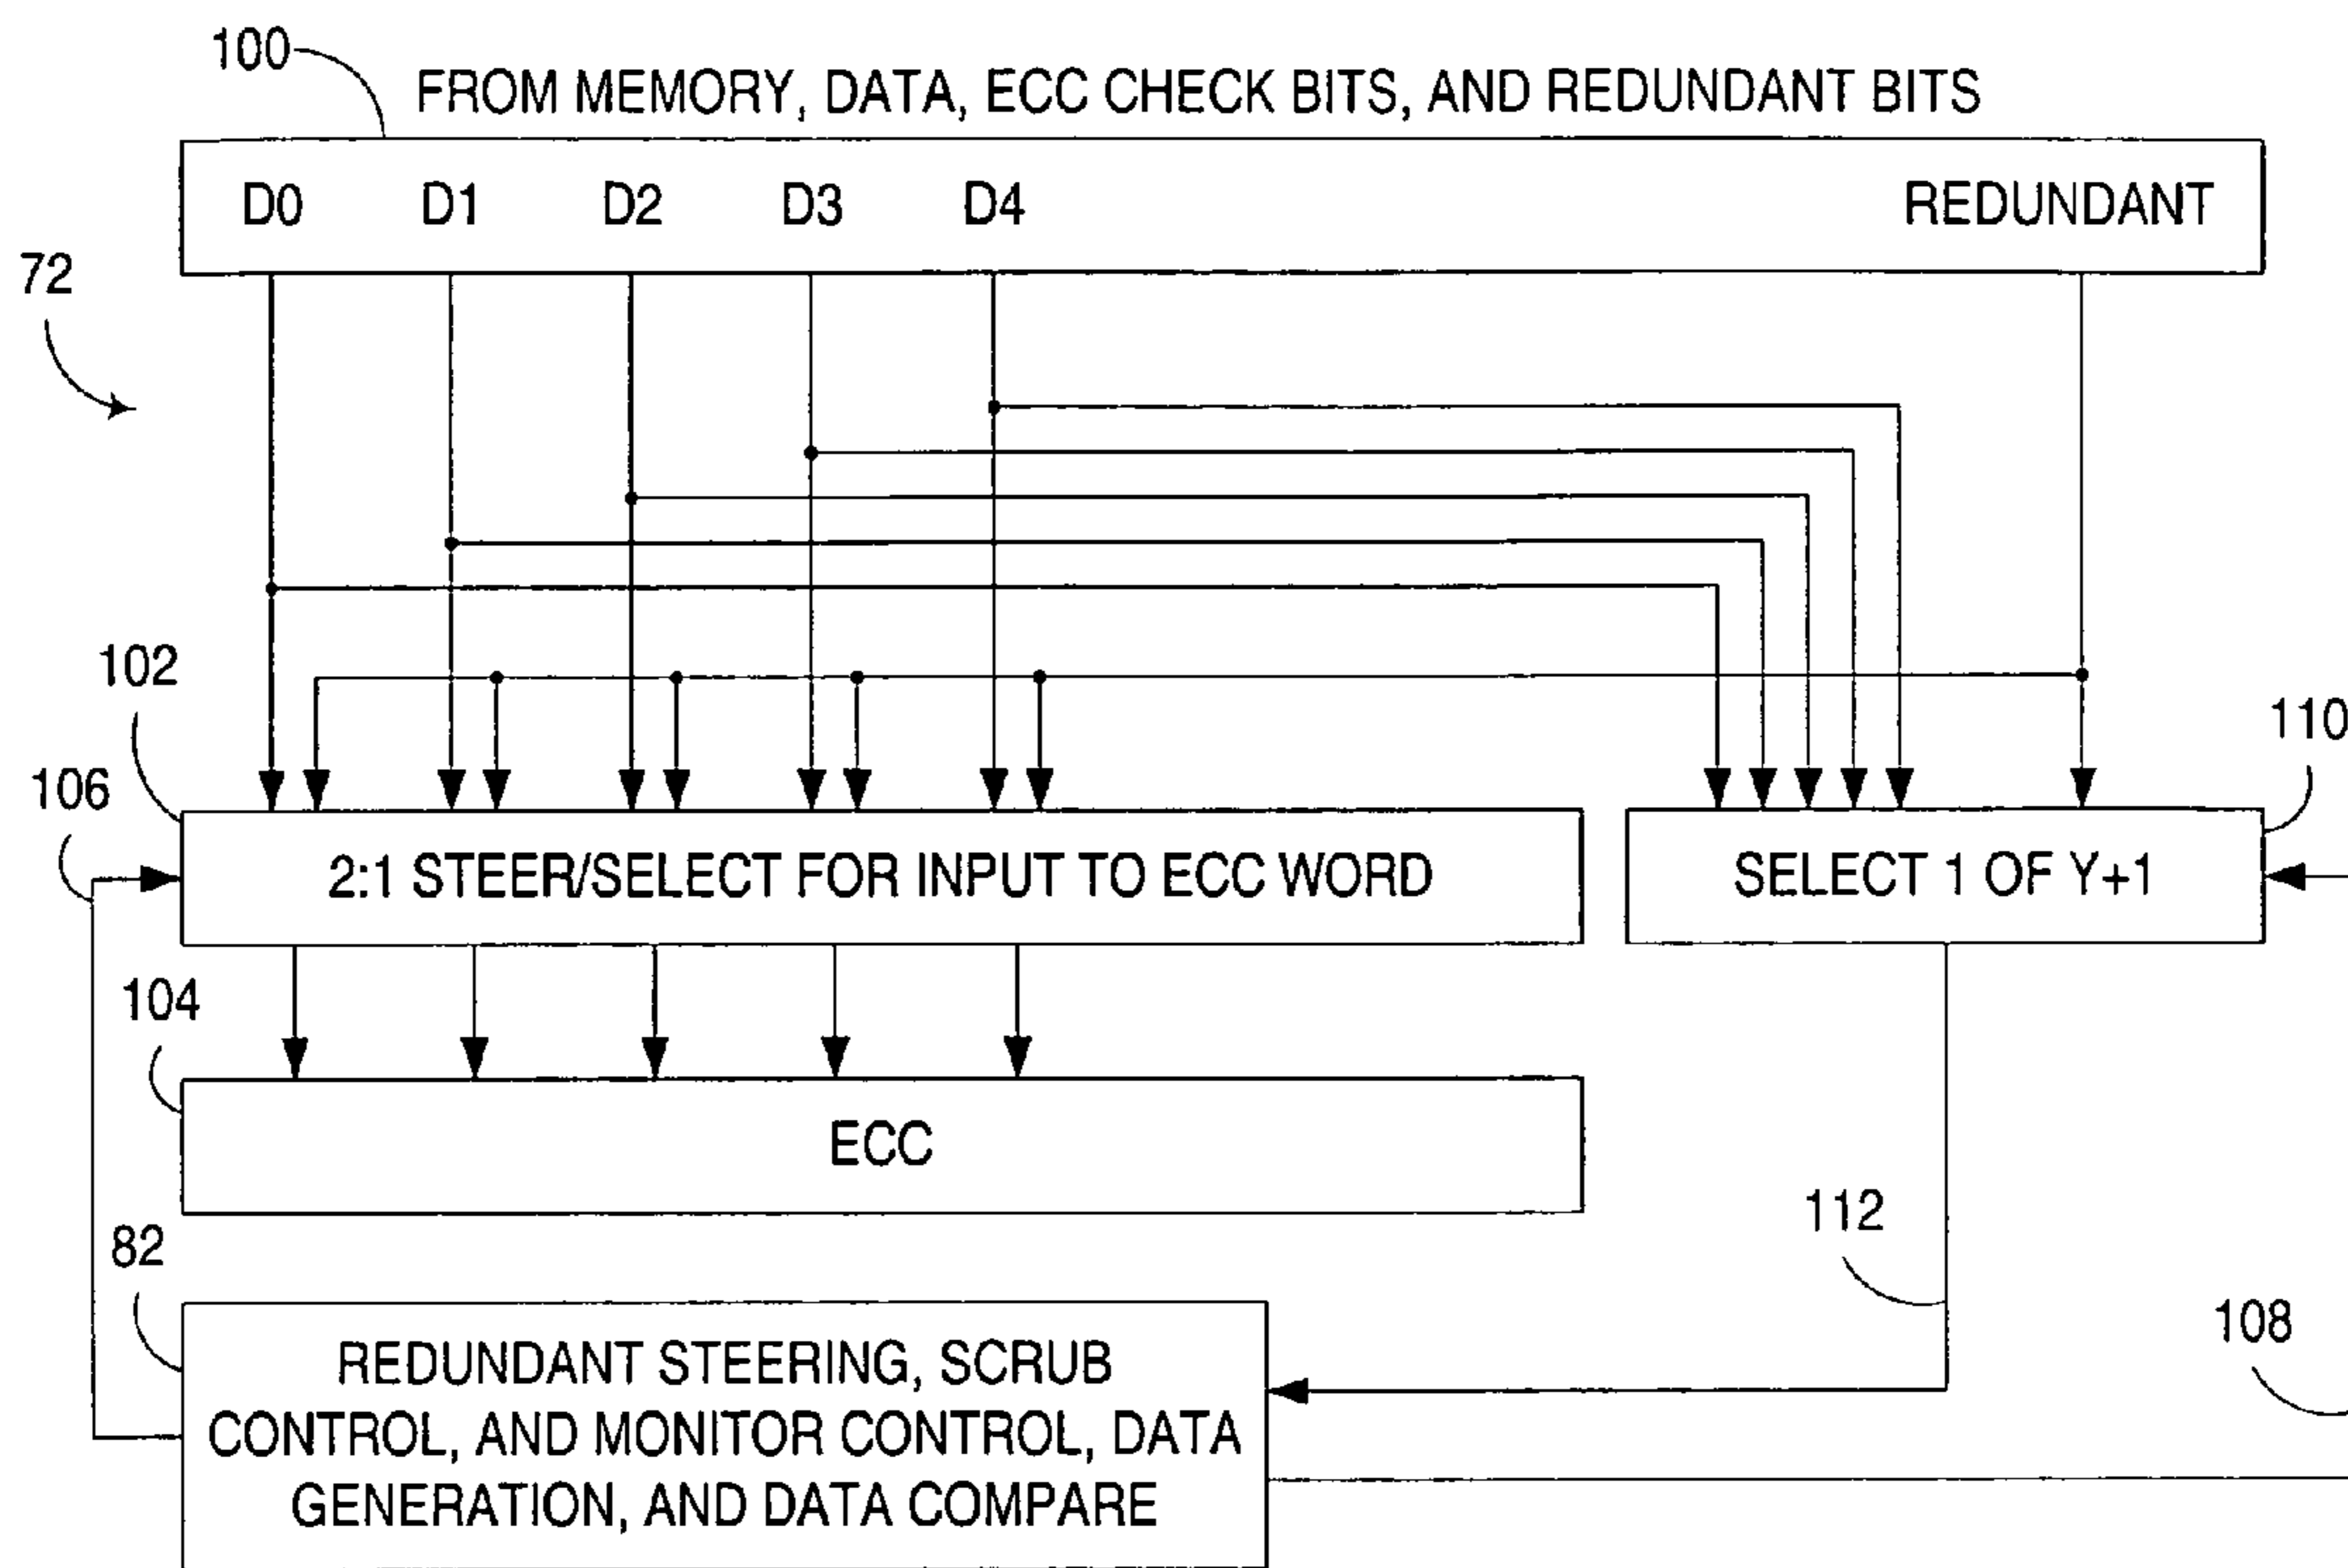 100
FROM MEMORY, DATA, ECC CHECK BITS, AND REDUNDANT BITS
D0 D1 D2 D3 D4 REDUNDANT
72
102
110
106
2:1 STEER/SELECT FOR INPUT TO ECC WORD
SELECT 1 OF Y+1
104
ECC
112
82
108
REDUNDANT STEERING, SCRUB
CONTROL, AND MONITOR CONTROL, DATA
GENERATION, AND DATA COMPARE